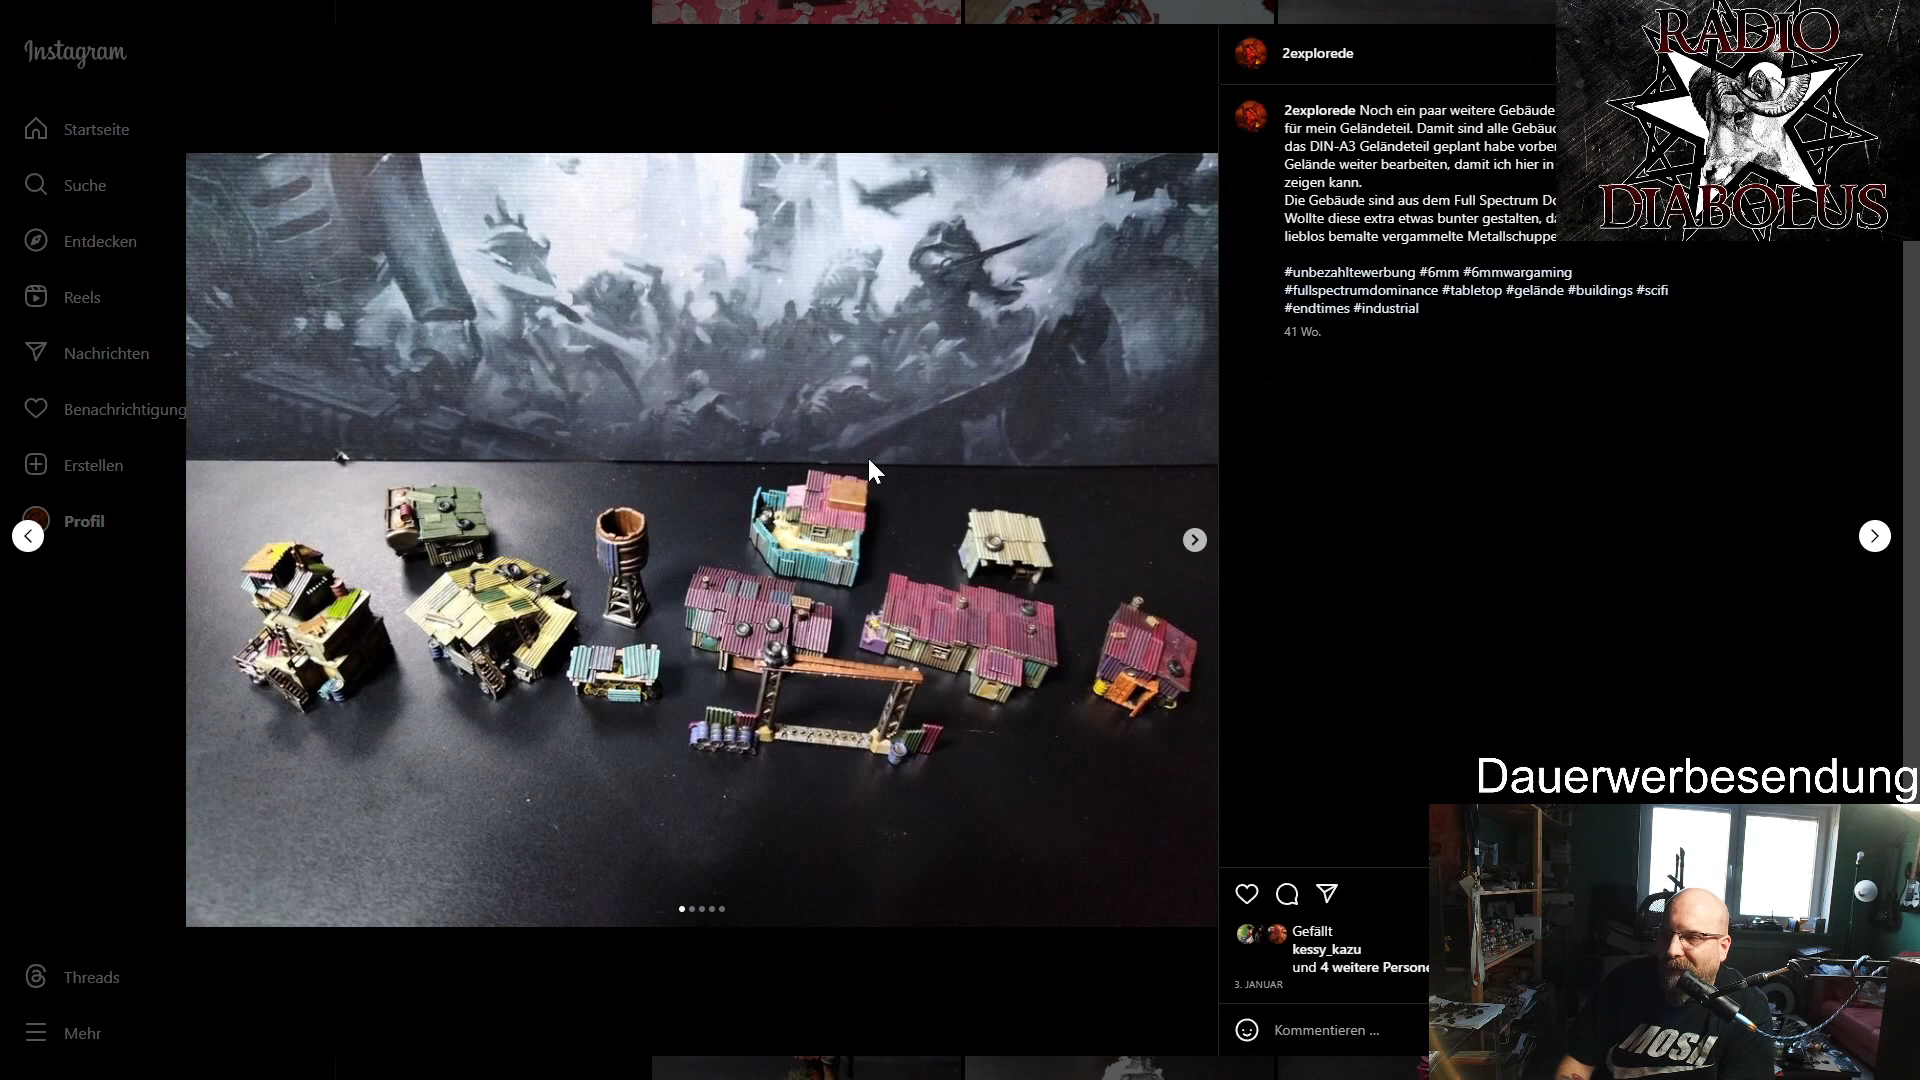 Instagram
Startseite
Suche
Entdecken
Reels
Nachrichten
Benachrichtigung
Erstellen
Profil
Threads
Mehr
2explorede
2explorede Noch ein paar weitere Gebäude
für mein Geländeteil. Damit sind alle
das DIN-A3 Geländeteil geplant habe
Gelände weiter bearbeiten, damit ich hier in
zeigen kann.
Die Gebäude sind aus dem Full Spectrum
Wollte diese extra etwas bunter gestalten,
lieblos bemalte vergammelte
#unbezahltewerbung #6mm #6mmwargaming
#fullspectrumdominance #tabletop #gelände #buildings #scifi
#endtimes #industrial
41 Wo.
Gefällt
kessy_kazu
und 4 weitere
3. JANUAR
Kommentieren ...
RADIO
DIABOLUS
Dauerwerbesendung
MOSH